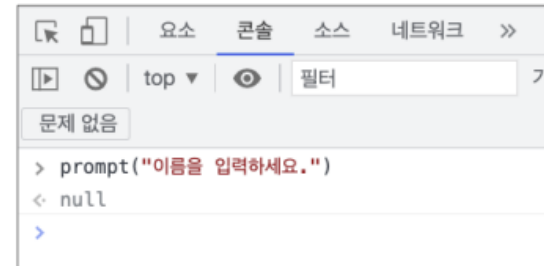 요소 콘솔 소스 네트워크 »
top ▼ 필터
문제 없음
> prompt("이름을 입력하세요.")
<· null
>